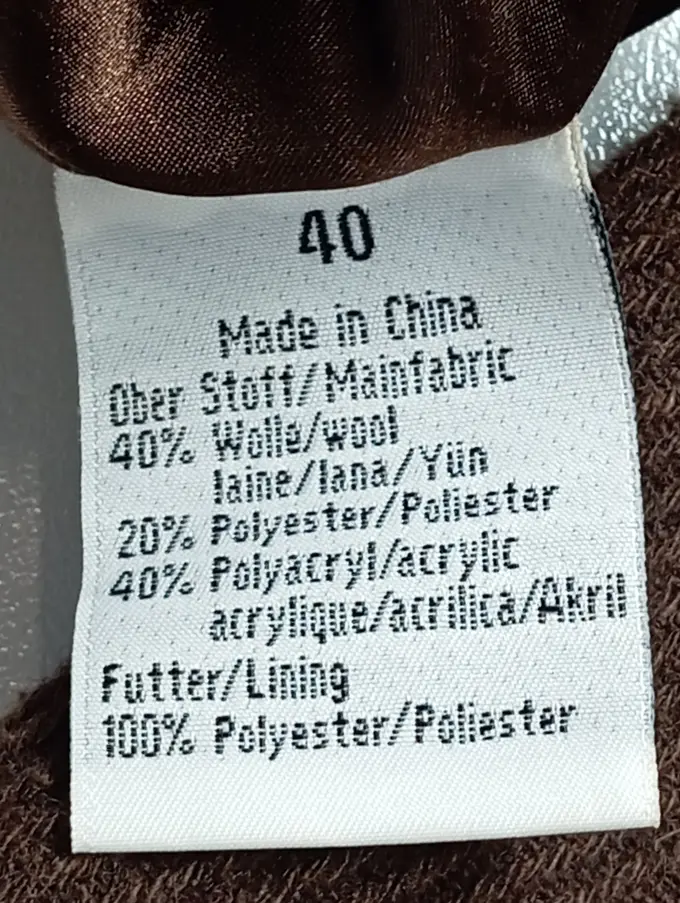 40
Made in China
Ober Stoff/Mainfabric
40% Wolle/wool
laine/lana/Yün
20% Polyester/Poliester
40% Polyacryl/acrylic
acrylique/acrilica/Akril
Futter/Lining
100% Polyester/Poliester